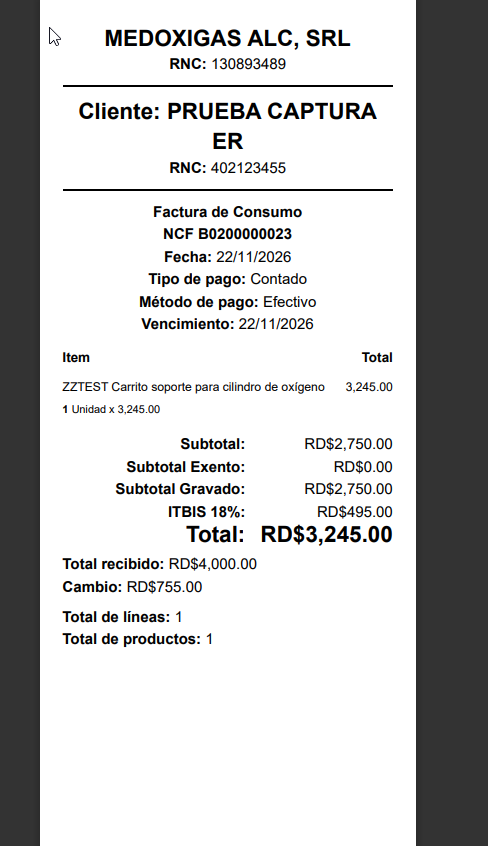 MEDOXIGAS ALC, SRL
RNC: 130893489
Cliente: PRUEBA CAPTURA
ER
RNC: 402123455
Factura de Consumo
NCF B0200000023
Fecha: 22/11/2026
Tipo de pago: Contado
Método de pago: Efectivo
Vencimiento: 22/11/2026
Item Total
ZZTEST Carrito soporte para cilindro de oxígeno 3,245.00
1 Unidad x 3,245.00
Subtotal: RD$2,750.00
Subtotal Exento: RD$0.00
Subtotal Gravado: RD$2,750.00
ITBIS 18%: RD$495.00
Total: RD$3,245.00
Total recibido: RD$4,000.00
Cambio: RD$755.00
Total de líneas: 1
Total de productos: 1